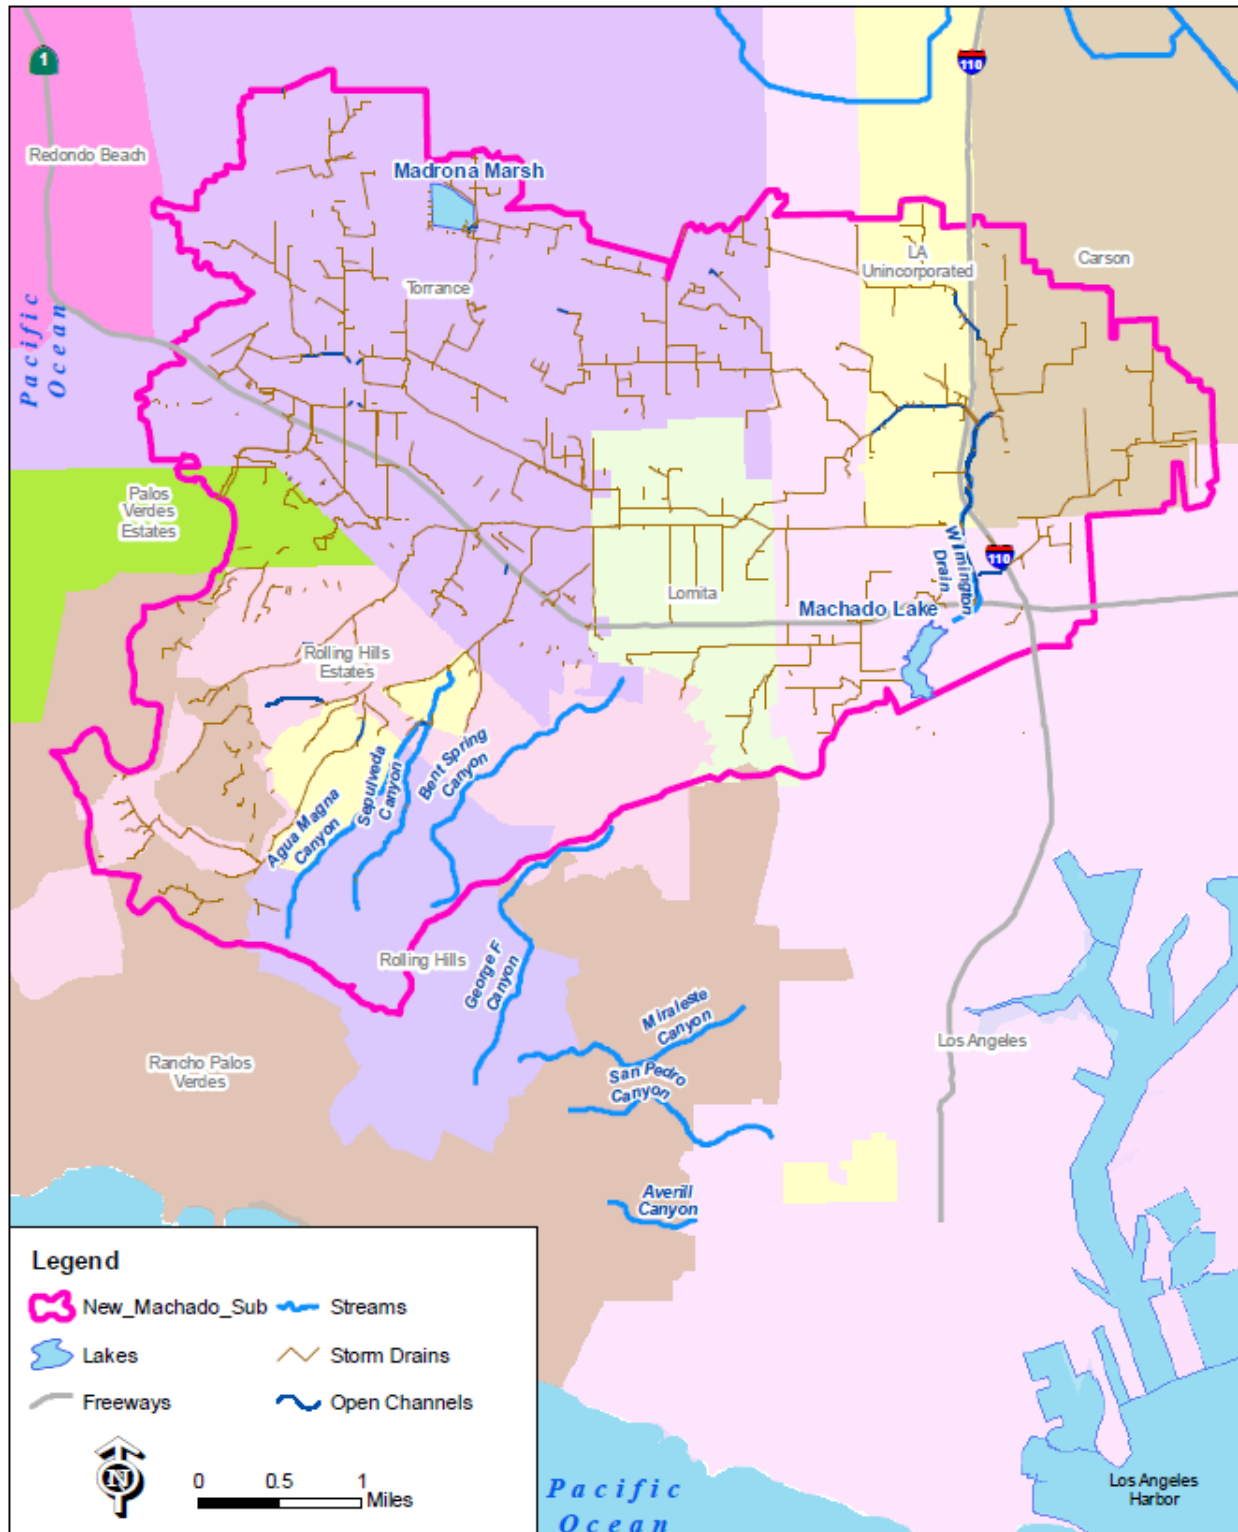 1
110
Redondo Beach
Madrona Marsh
LA
Unincorporated
Carson
Torrance
Pacific
Ocean
Palos
Verdes
Estates
Wilmington
Drain
110
Lomita
Machado Lake
Rolling Hills
Estates
Agua Magna
Canyon
Sepulveda
Canyon
Bent Spring
Canyon
Rolling Hills
George F
Canyon
Miraleste
Canyon
Los Angeles
Rancho Palos
Verdes
San Pedro
Canyon
Averill
Canyon
Legend
New_Machado_Sub
Streams
Lakes
Storm Drains
Freeways
Open Channels
N
0 0.5 1
Miles
Pacific
Ocean
Los Angeles
Harbor